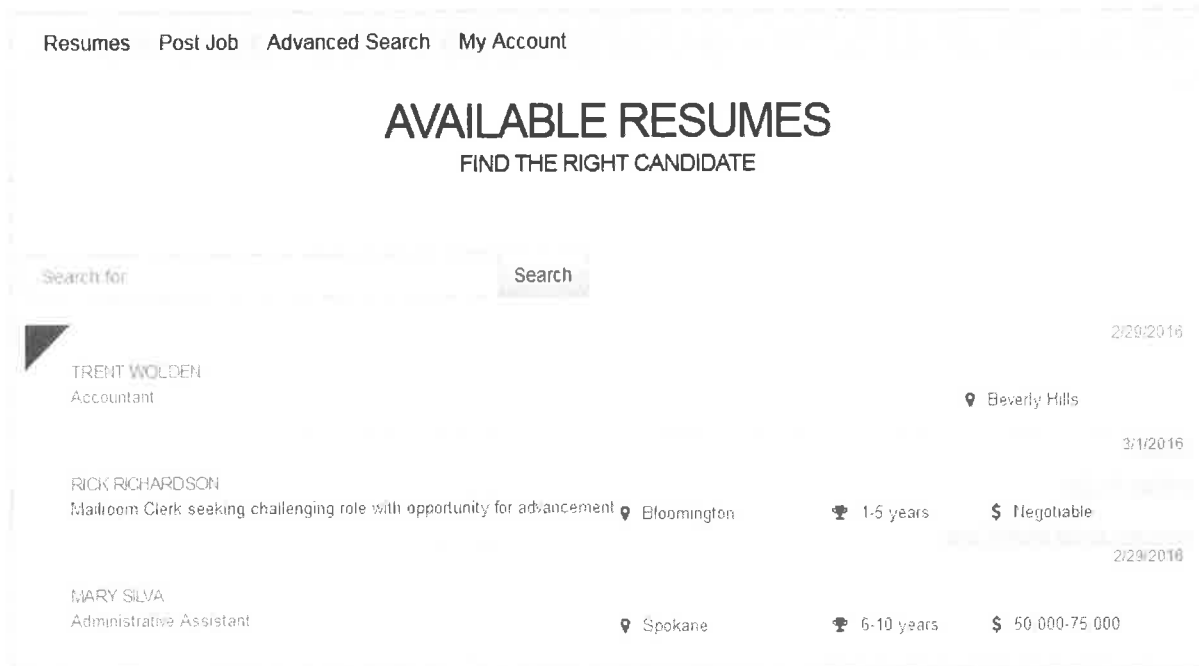 Resumes Post Job Advanced Search My Account
AVAILABLE RESUMES
FIND THE RIGHT CANDIDATE
Search for Search
2/29/2016
TRENT WOLDEN
Accountant Beverly Hills
3/1/2016
RICK RICHARDSON
Mailroom Clerk seeking challenging role with opportunity for advancement Bloomington 1-5 years $ Negotiable
2/29/2016
MARY SILVA
Administrative Assistant Spokane 6-10 years $ 50 000-75 000